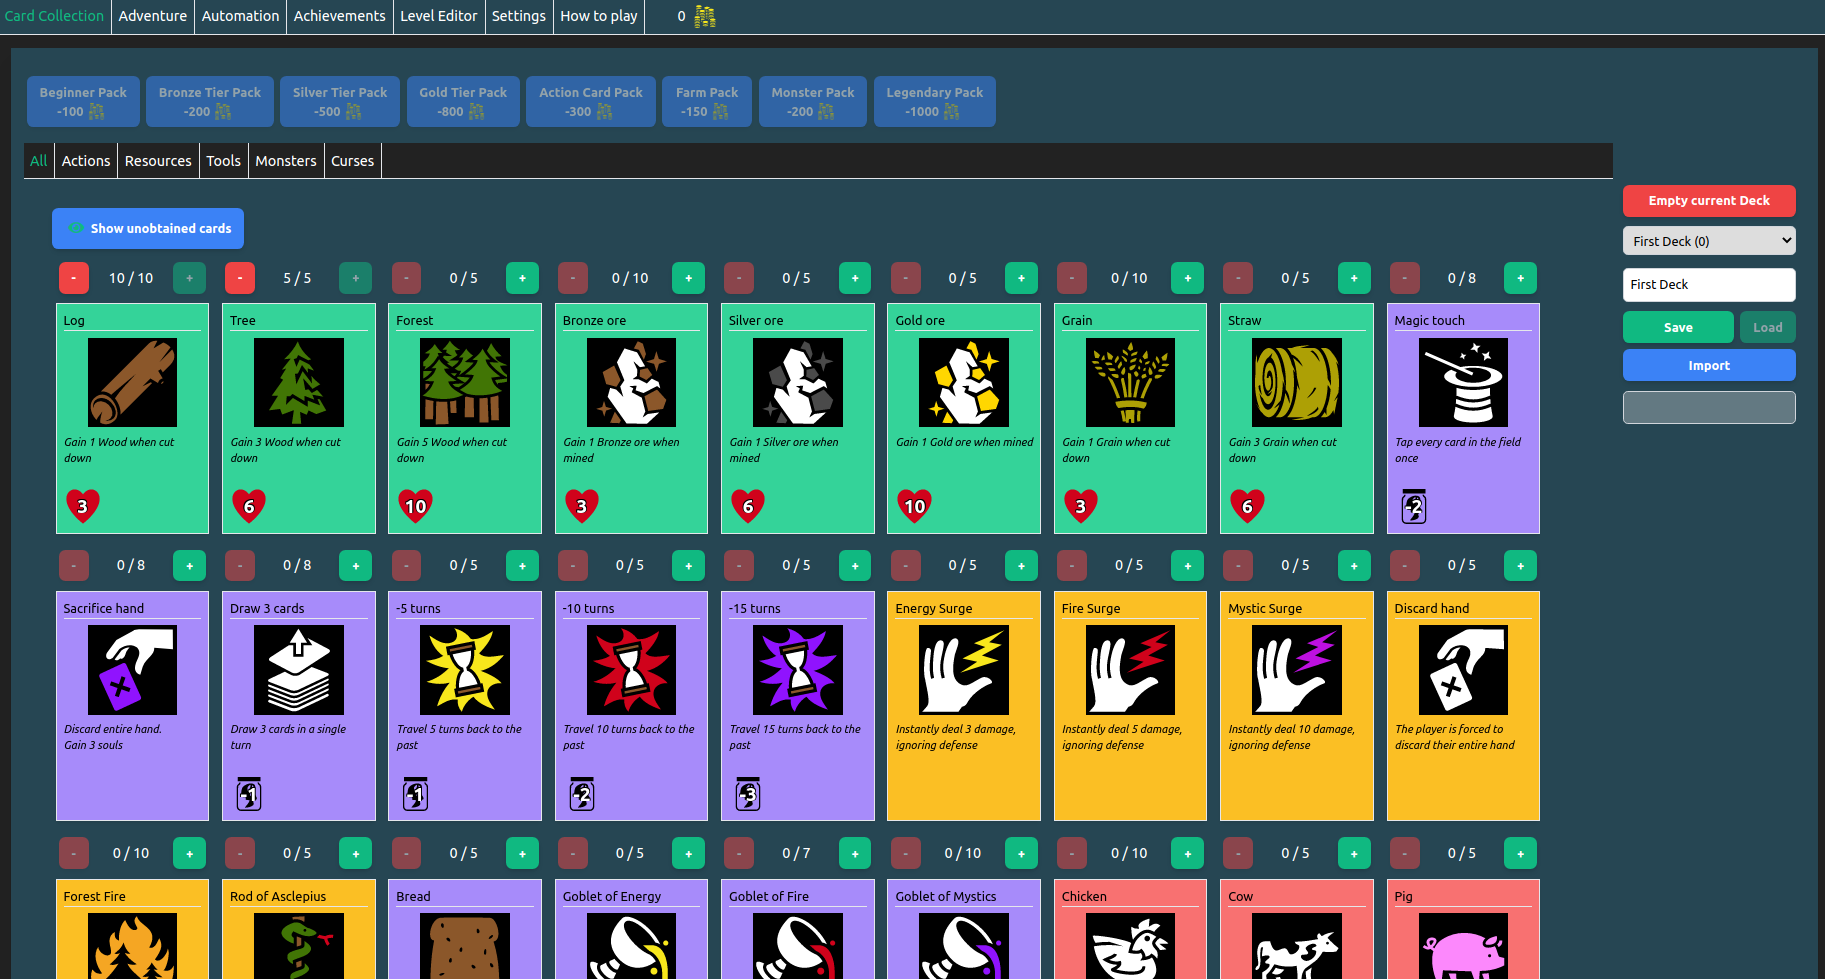 Card Collection Adventure Automation Achievements Level Editor Settings How to play 0
Beginner Pack Bronze Tier Pack Silver Tier Pack Gold Tier Pack Action Card Pack Farm Pack Monster Pack Legendary Pack
-100 -200 -500 -800 -300 -150 -200 -1000
All Actions Resources Tools Monsters Curses
Empty current Deck
Show unobtained cards
First Deck (0)
- 10 / 10 + - 5 / 5 + - 0 / 5 + - 0 / 10 + - 0 / 5 + - 0 / 5 + - 0 / 10 + - 0 / 5 + - 0 / 8 +
First Deck
Save Load
Import
Log Tree Forest Bronze ore Silver ore Gold ore Grain Straw Magic touch
Gain 1 Wood when cut Gain 3 Wood when cut Gain 5 Wood when cut Gain 1 Bronze ore when Gain 1 Silver ore when Gain 1 Gold ore when mined Gain 1 Grain when cut Gain 3 Grain when cut Tap every card in the field
down down down mined mined down down once
3 6 10 3 6 10 3 6 -2
- 0 / 8 + - 0 / 8 + - 0 / 5 + - 0 / 5 + - 0 / 5 + - 0 / 5 + - 0 / 5 + - 0 / 5 + - 0 / 5 +
Sacrifice hand Draw 3 cards -5 turns -10 turns -15 turns Energy Surge Fire Surge Mystic Surge Discard hand
Discard entire hand. Draw 3 cards in a single Travel 5 turns back to the Travel 10 turns back to the Travel 15 turns back to the Instantly deal 3 damage, Instantly deal 5 damage, Instantly deal 10 damage, The player is forced to
Gain 3 souls turn past past past ignoring defense ignoring defense ignoring defense discard their entire hand
-1 -1 -2 -3
- 0 / 10 + - 0 / 5 + - 0 / 5 + - 0 / 5 + - 0 / 7 + - 0 / 10 + - 0 / 10 + - 0 / 5 + - 0 / 5 +
Forest Fire Rod of Asclepius Bread Goblet of Energy Goblet of Fire Goblet of Mystics Chicken Cow Pig